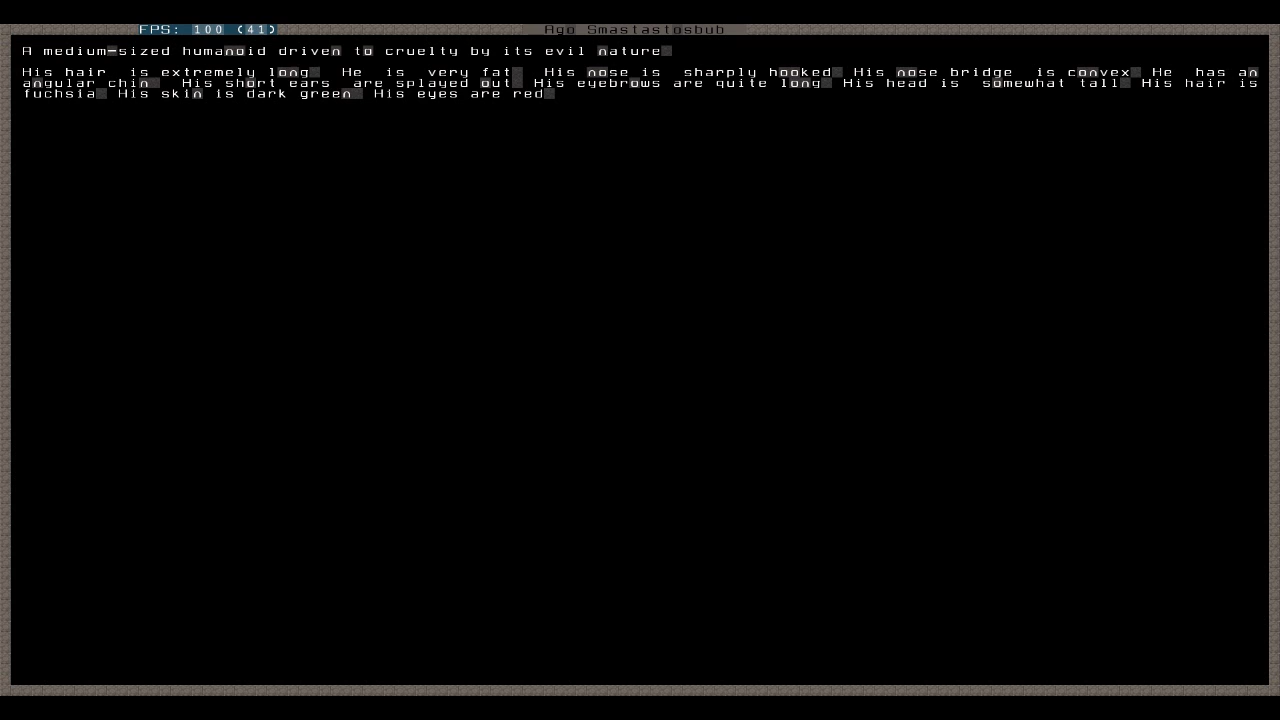 FPS: 100 (41) Ago Smastastosbub
A medium-sized humanoid driven to cruelty by its evil nature.
His hair is extremely long. He is very fat. His nose is sharply hooked. His nose bridge is convex. He has an
angular chin. His short ears are splayed out. His eyebrows are quite long. His head is somewhat tall. His hair is
fuchsia. His skin is dark green. His eyes are red.